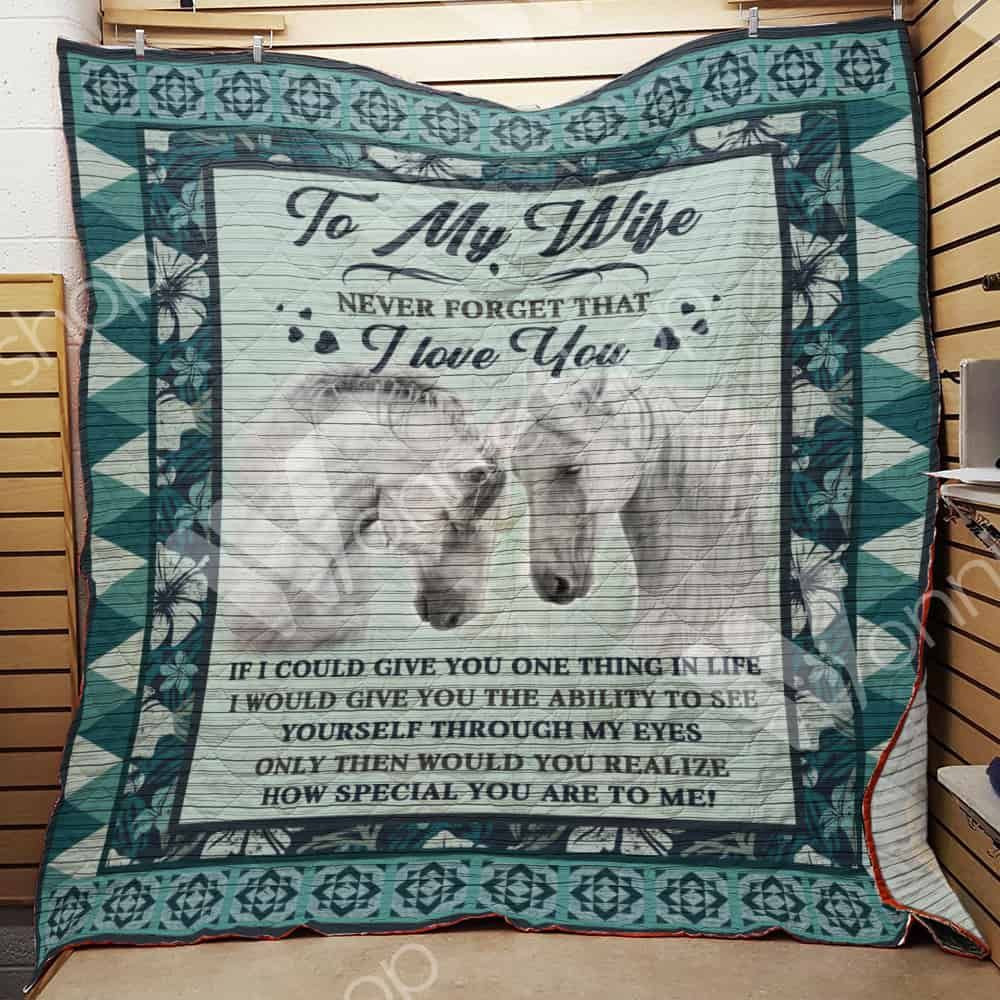 To My Wife
NEVER FORGET THAT
I love You
IF I COULD GIVE YOU ONE THING IN LIFE
I WOULD GIVE YOU THE ABILITY TO SEE
YOURSELF THROUGH MY EYES
ONLY THEN WOULD YOU REALIZE
HOW SPECIAL YOU ARE TO ME!
shop